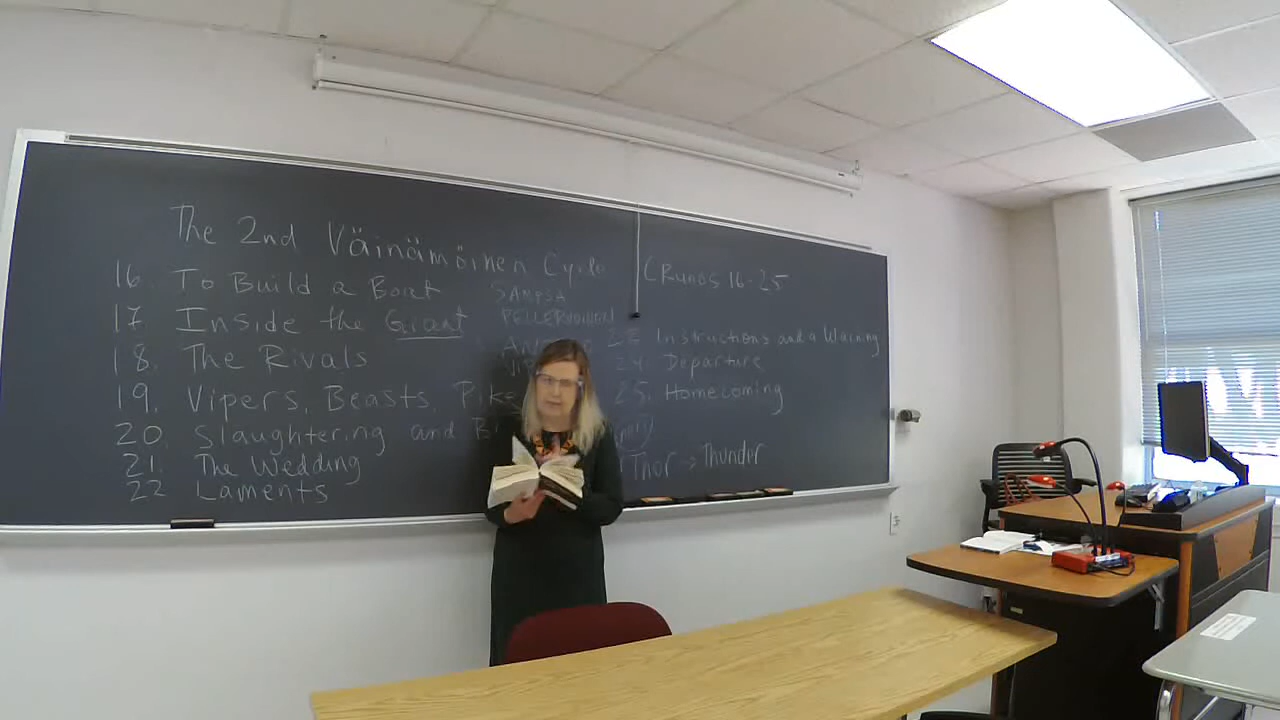 The 2nd Väinämöinen Cycle (Runos 16-25
16. To Build a Boat
SAMPSA
17. Inside the Giant
PELLERVOINEN
18. The Rivals
19. Vipers, Beasts Pike
20. Slaughtering an
21. The Wedding
22 Laments
Instructions and a Warning
24. Departure
25. Homecoming
Thor → Thunder